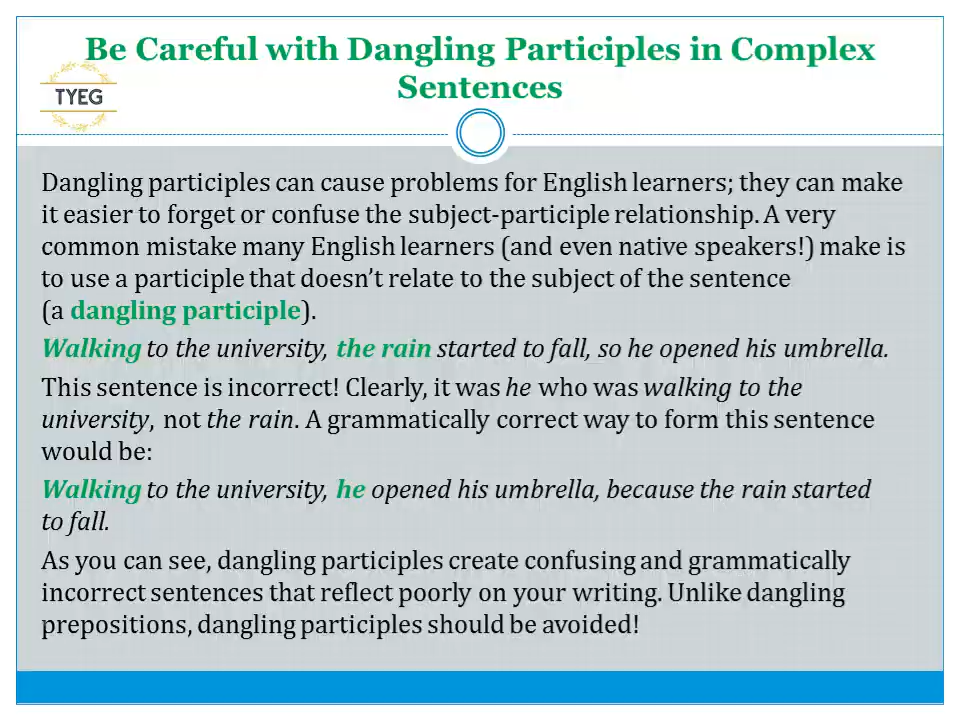 Be Careful with Dangling Participles in Complex
Sentences
TYEG
Dangling participles can cause problems for English learners; they can make
it easier to forget or confuse the subject-participle relationship. A very
common mistake many English learners (and even native speakers!) make is
to use a participle that doesn’t relate to the subject of the sentence
(a dangling participle).
Walking to the university, the rain started to fall, so he opened his umbrella.
This sentence is incorrect! Clearly, it was he who was walking to the
university, not the rain. A grammatically correct way to form this sentence
would be:
Walking to the university, he opened his umbrella, because the rain started
to fall.
As you can see, dangling participles create confusing and grammatically
incorrect sentences that reflect poorly on your writing. Unlike dangling
prepositions, dangling participles should be avoided!